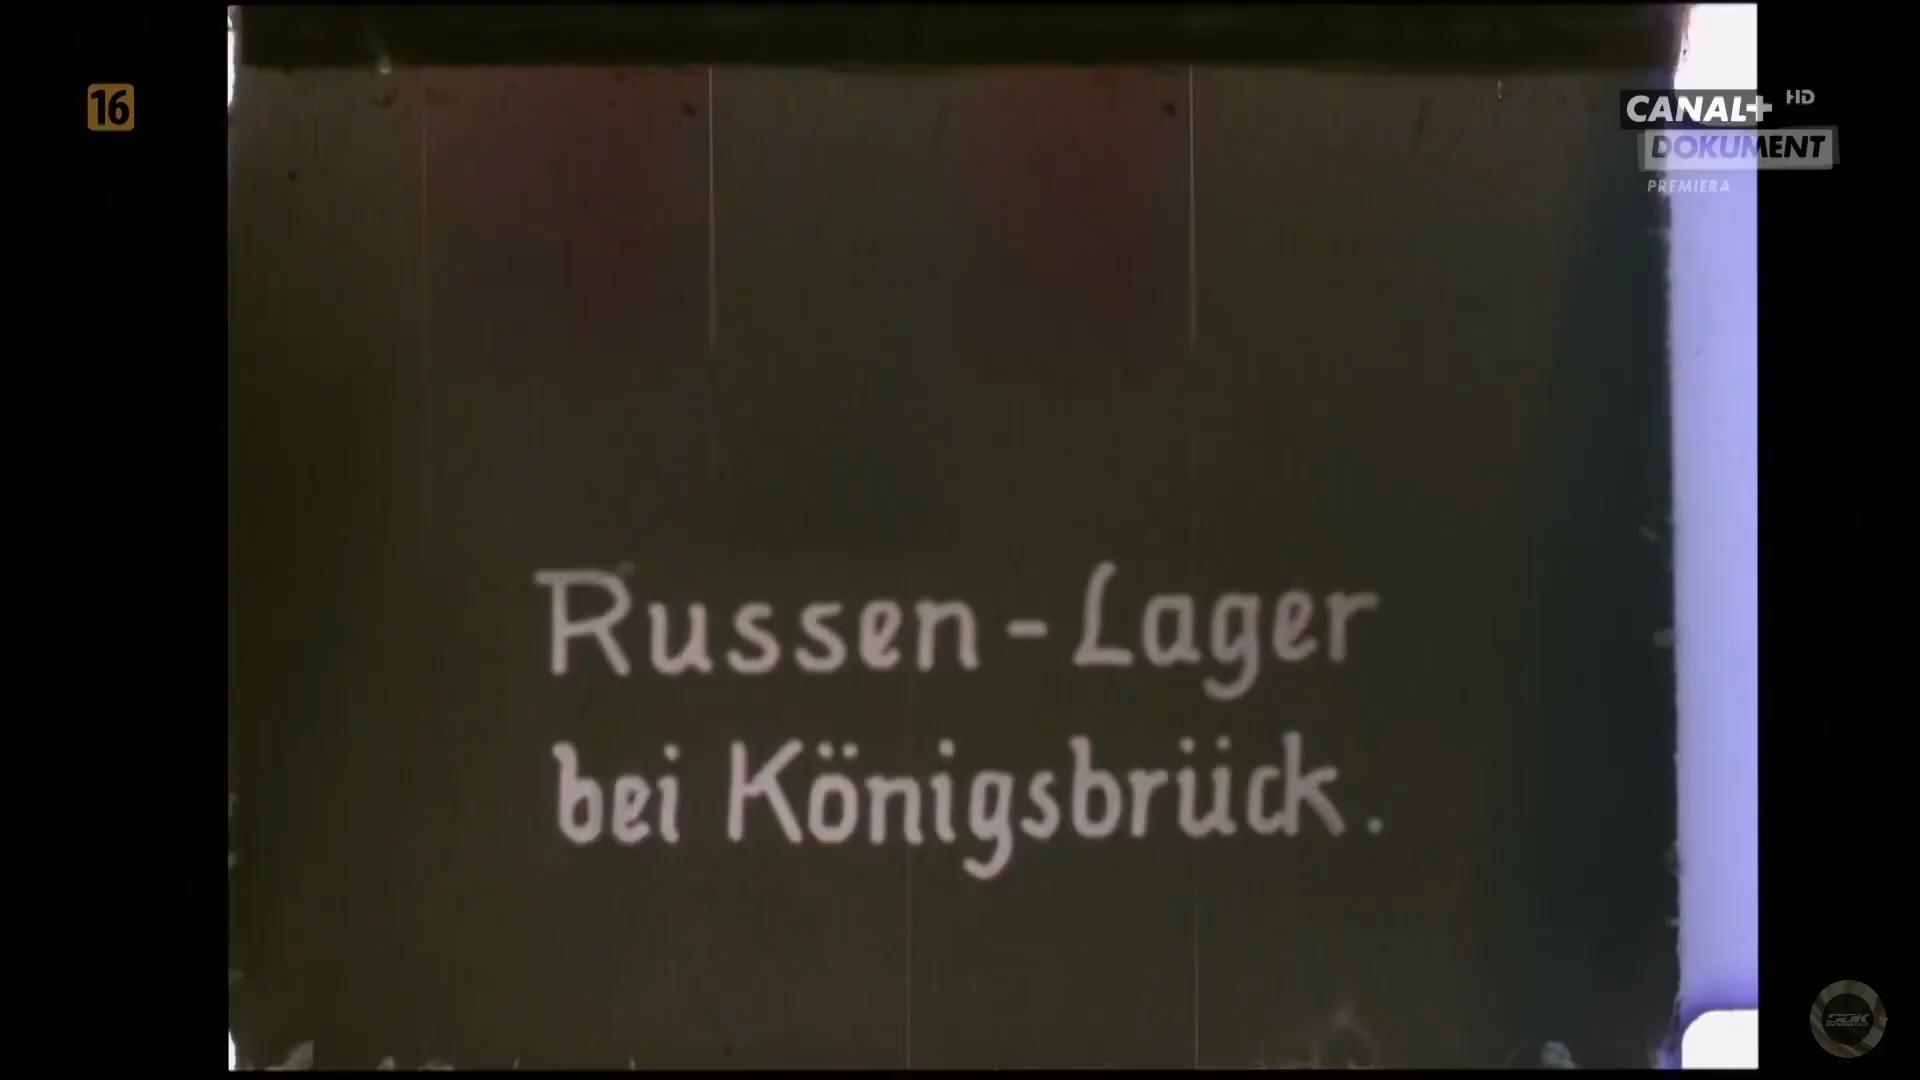 16
CANAL+ HD
DOKUMENT
PREMIERA
Russen - Lager
bei Königsbrück.